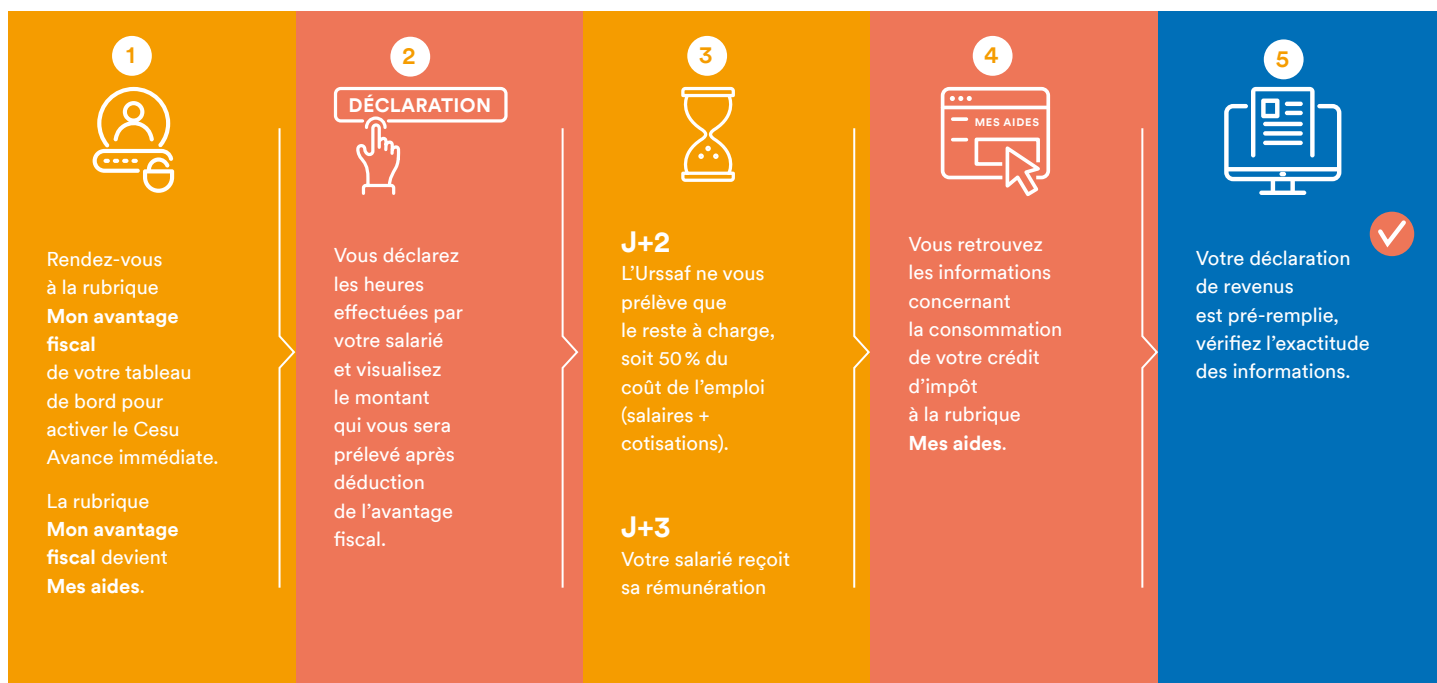 1
Rendez-vous
à la rubrique
Mon avantage
fiscal
de votre tableau
de bord pour
activer le Cesu
Avance immédiate.
La rubrique
Mon avantage
fiscal devient
Mes aides.
2
DÉCLARATION
Vous déclarez
les heures
effectuées par
votre salarié
et visualisez
le montant
qui vous sera
prélevé après
déduction
de l’avantage
fiscal.
3
J+2
L’Urssaf ne vous
prélève que
le reste à charge,
soit 50 % du
coût de l’emploi
(salaires +
cotisations).
J+3
Votre salarié reçoit
sa rémunération
4
MES AIDES
Vous retrouvez
les informations
concernant
la consommation
de votre crédit
d’impôt
à la rubrique
Mes aides.
5
Votre déclaration
de revenus
est pré-remplie,
vérifiez l’exactitude
des informations.